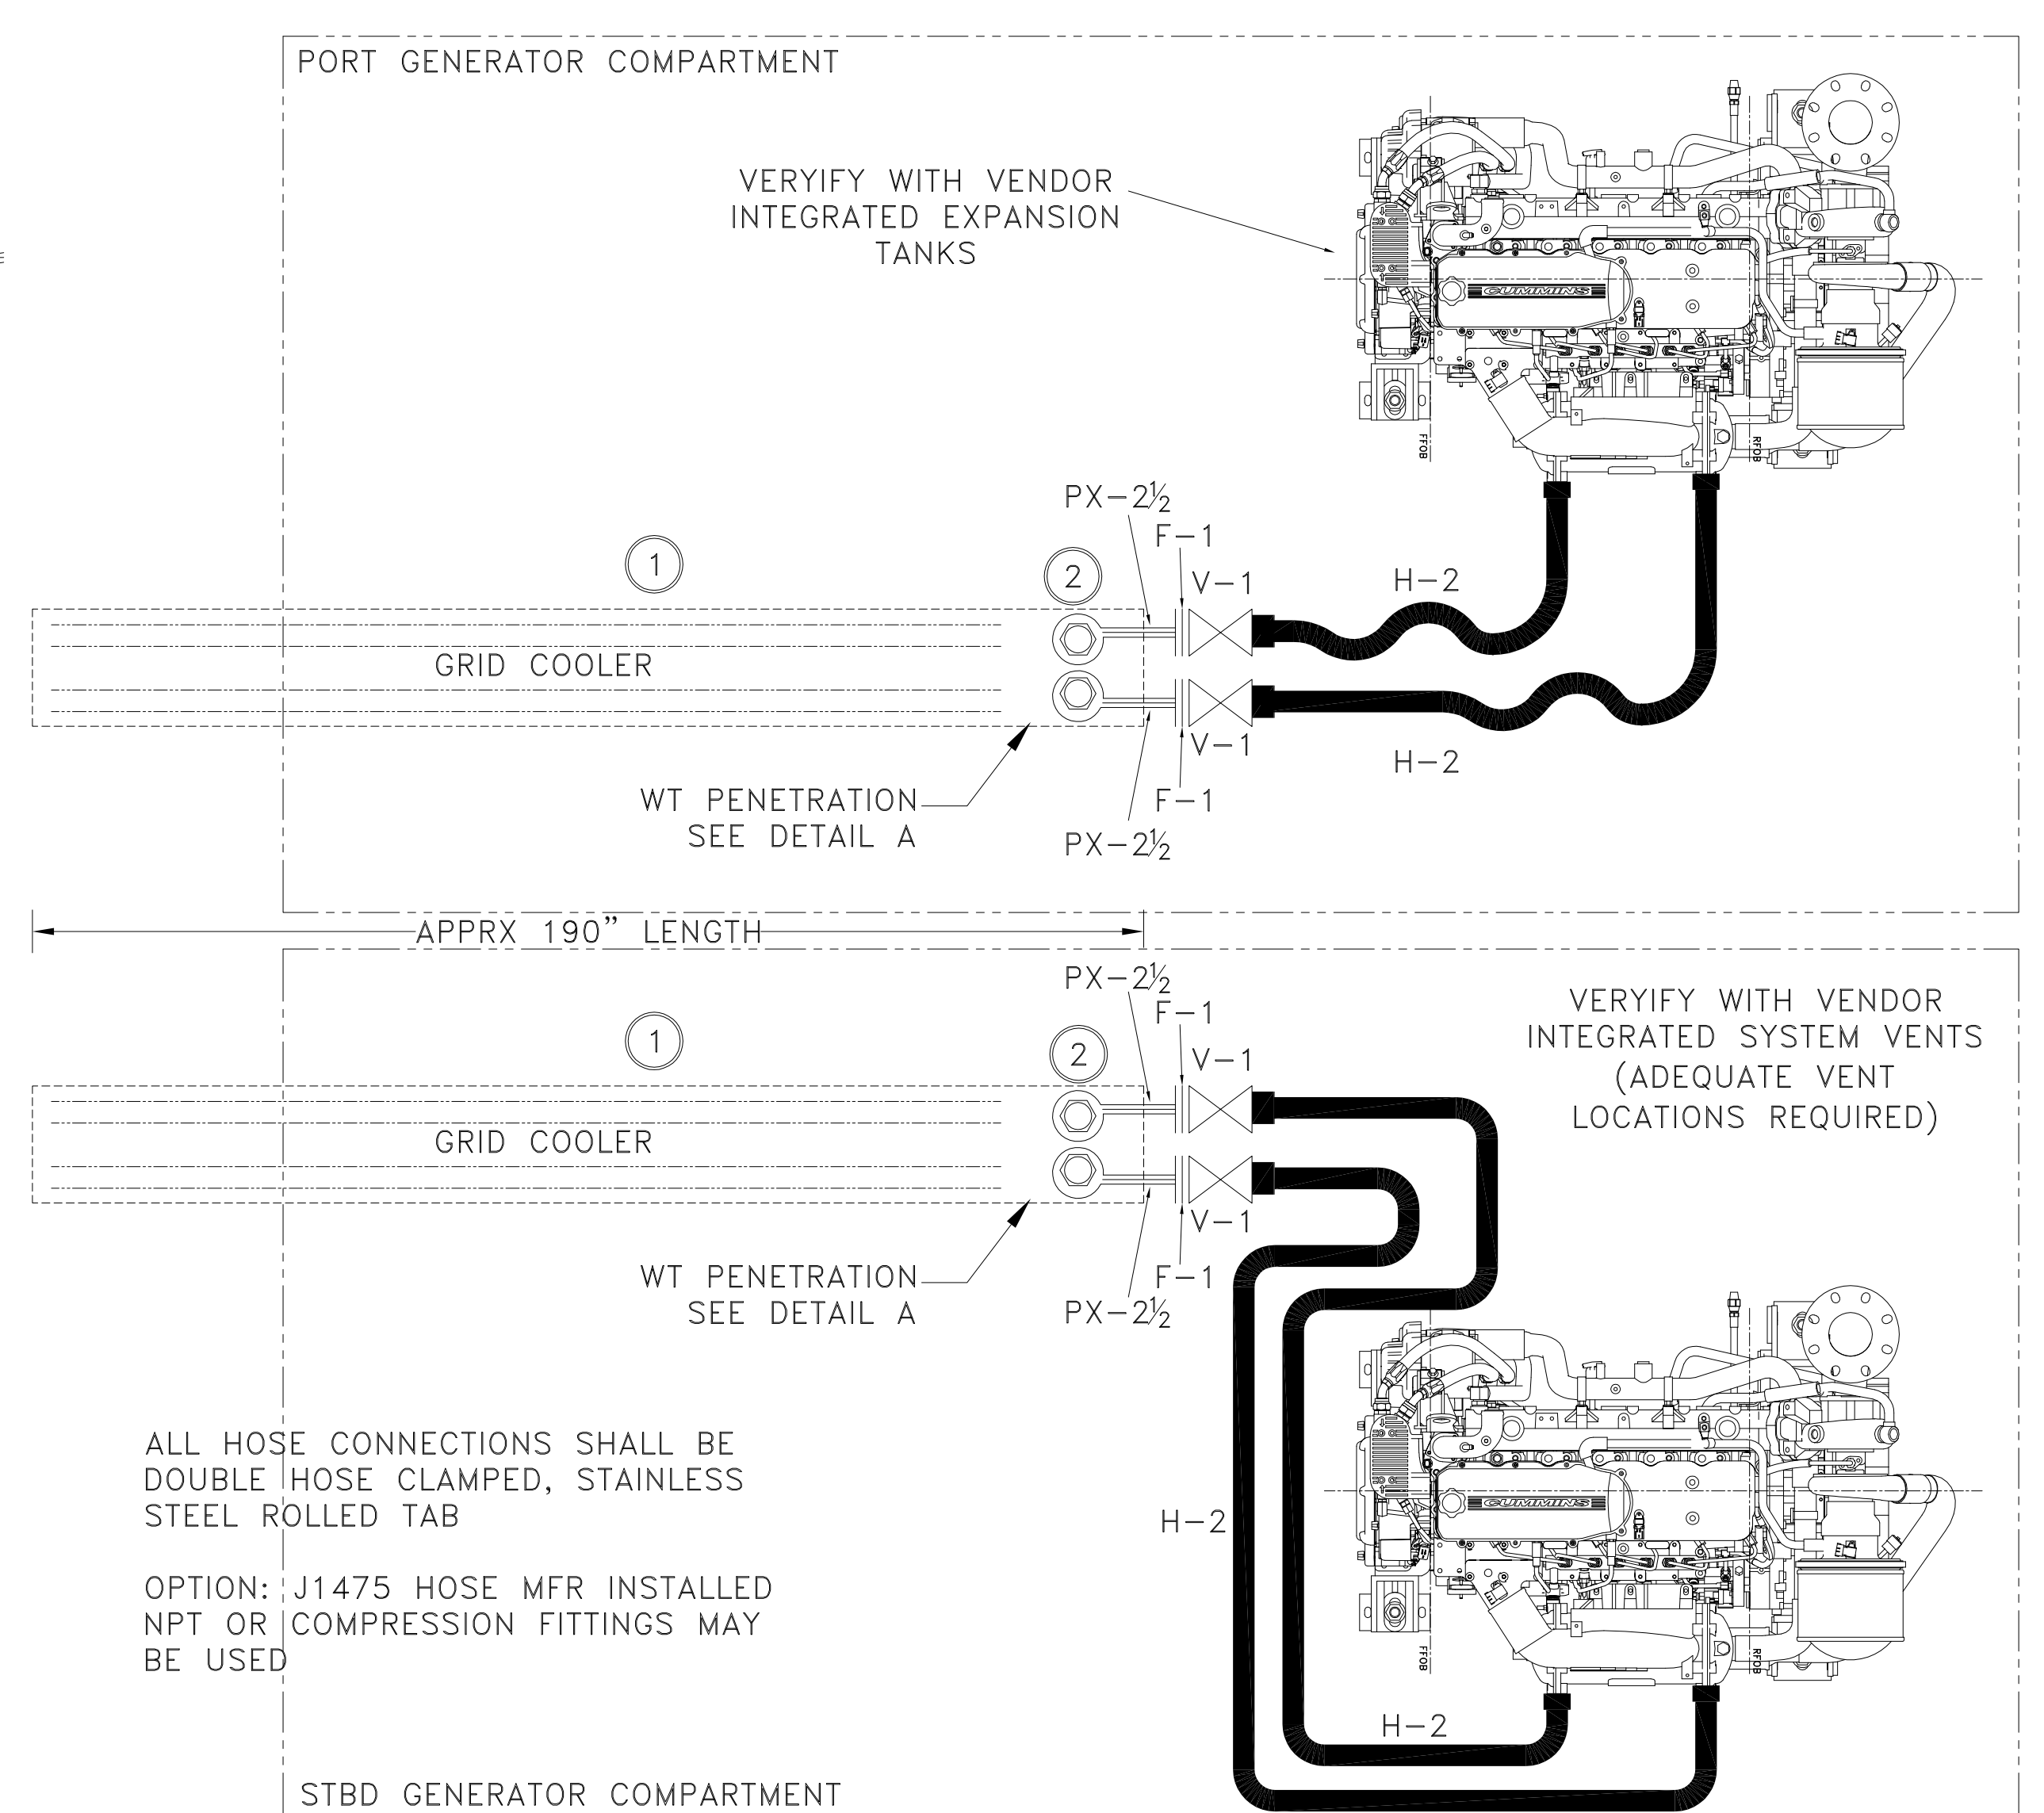 PORT GENERATOR COMPARTMENT
VERYIFY WITH VENDOR
INTEGRATED EXPANSION
TANKS
CUMMINS
FFOB
RFOB
PX-2½
F-1
1
2
V-1
H-2
GRID COOLER
V-1
H-2
WT PENETRATION
SEE DETAIL A
F-1
PX-2½
APPRX 190" LENGTH
PX-2½
F-1
VERYIFY WITH VENDOR
INTEGRATED SYSTEM VENTS
(ADEQUATE VENT
LOCATIONS REQUIRED)
1
2
V-1
GRID COOLER
V-1
WT PENETRATION
SEE DETAIL A
F-1
PX-2½
ALL HOSE CONNECTIONS SHALL BE
DOUBLE HOSE CLAMPED, STAINLESS
STEEL ROLLED TAB
CUMMINS
H-2
OPTION: J1475 HOSE MFR INSTALLED
NPT OR COMPRESSION FITTINGS MAY
BE USED
FFOB
RFOB
H-2
STBD GENERATOR COMPARTMENT